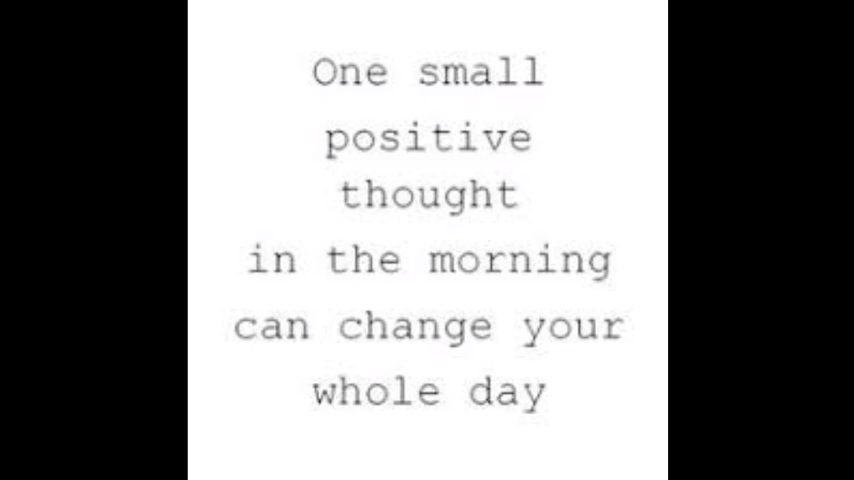 One small
positive
thought
in the morning
can change your
whole day